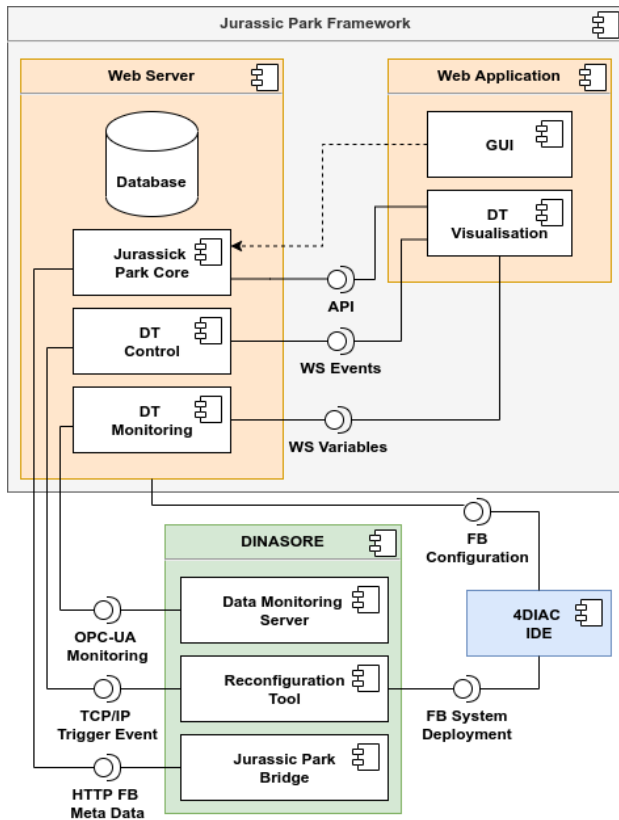 Jurassic Park Framework
Web Server
Web Application
Database
GUI
DT
Visualisation
Jurassick
Park Core
API
DT
Control
WS Events
DT
Monitoring
WS Variables
FB
Configuration
DINASORE
Data Monitoring
Server
OPC-UA
Monitoring
4DIAC
IDE
Reconfiguration
Tool
TCP/IP
Trigger Event
FB System
Deployment
Jurassic Park
Bridge
HTTP FB
Meta Data